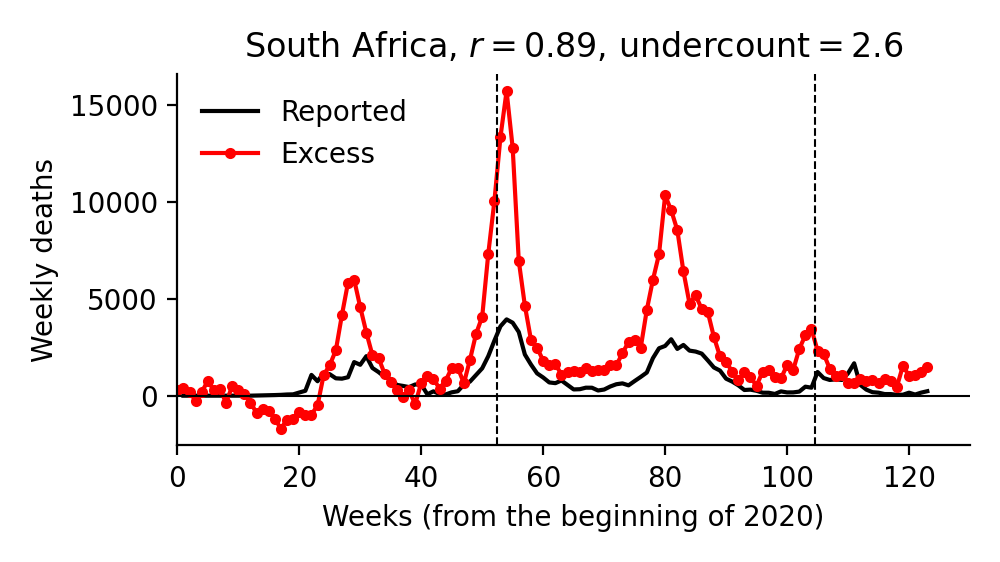 South Africa, r = 0.89, undercount = 2.6
Reported
Excess
Weekly deaths
15000
10000
5000
0
0 20 40 60 80 100 120
Weeks (from the beginning of 2020)